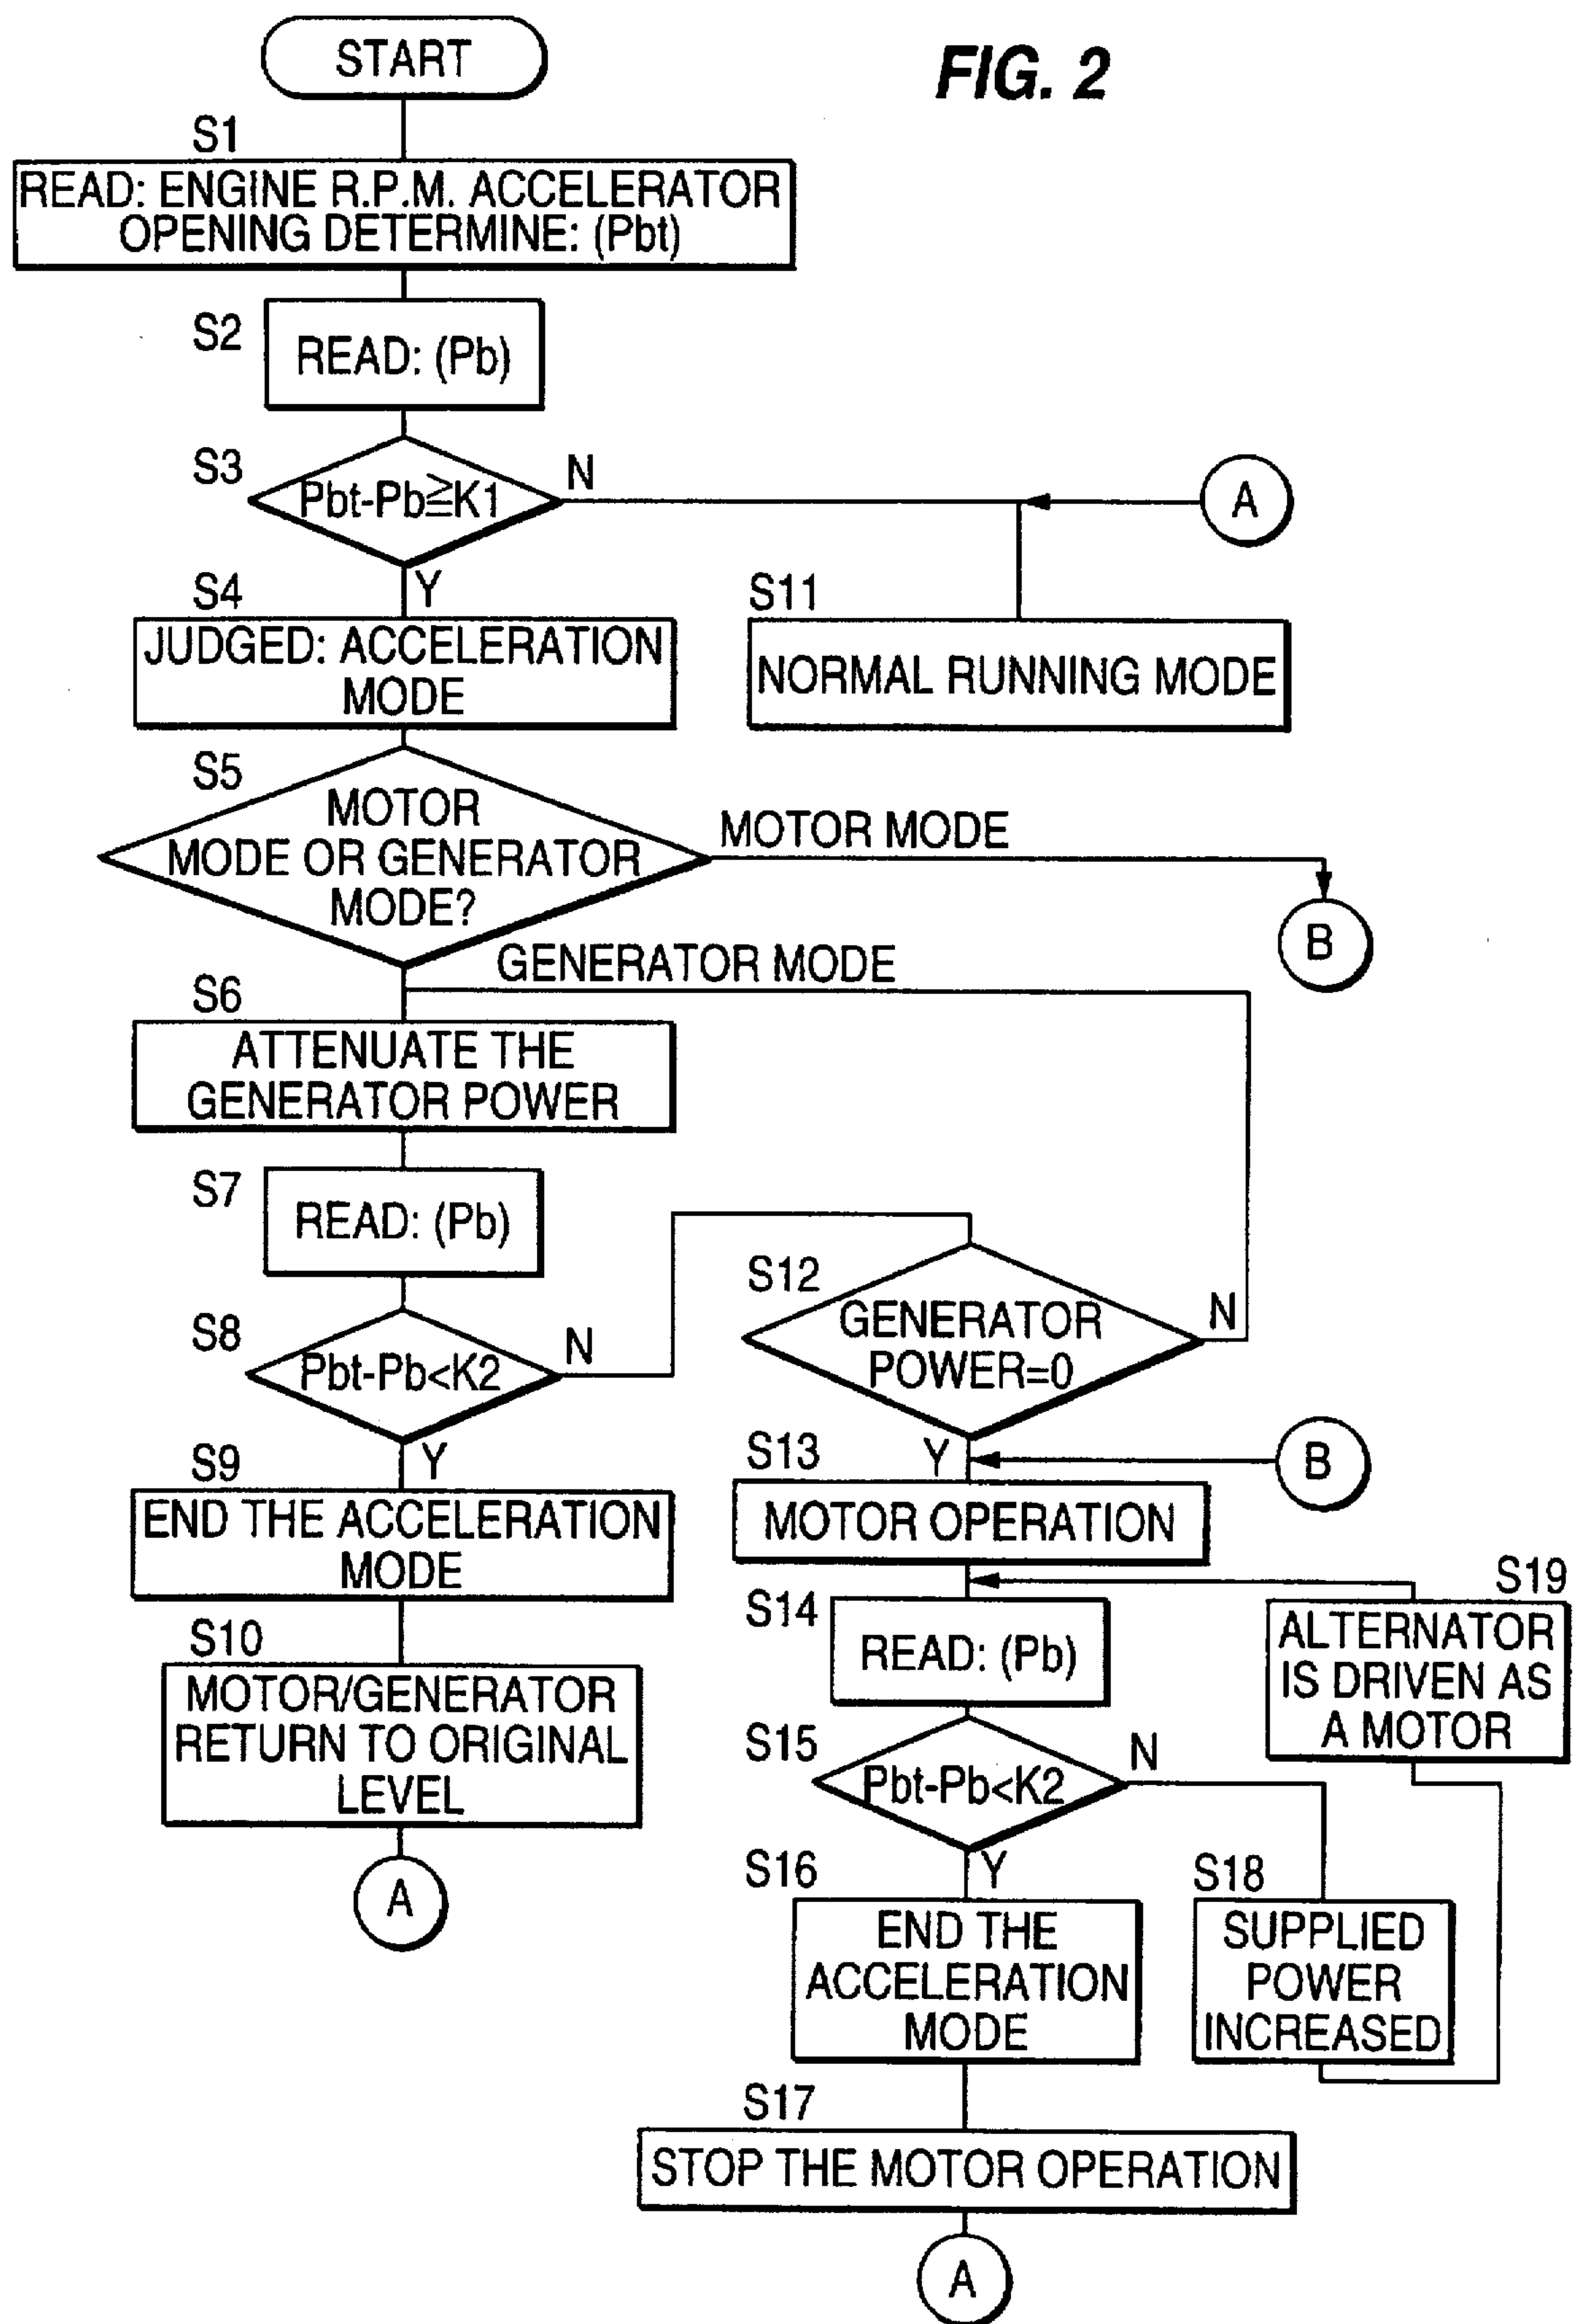 START
FIG. 2
S1
READ: ENGINE R.P.M. ACCELERATOR
OPENING DETERMINE: (Pbt)
S2
READ: (Pb)
S3
Pbt-Pb≧K1
N
A
Y
S4
JUDGED: ACCELERATION
MODE
S11
NORMAL RUNNING MODE
S5
MOTOR
MODE OR GENERATOR
MODE?
MOTOR MODE
B
GENERATOR MODE
S6
ATTENUATE THE
GENERATOR POWER
S7
READ: (Pb)
S8
Pbt-Pb<K2
N
S12
GENERATOR
POWER=0
N
Y
S9
END THE ACCELERATION
MODE
S10
MOTOR/GENERATOR
RETURN TO ORIGINAL
LEVEL
A
Y
B
S13
MOTOR OPERATION
S14
READ: (Pb)
S19
ALTERNATOR
IS DRIVEN AS
A MOTOR
S15
Pbt-Pb<K2
N
Y
S16
END THE
ACCELERATION
MODE
S18
SUPPLIED
POWER
INCREASED
S17
STOP THE MOTOR OPERATION
A